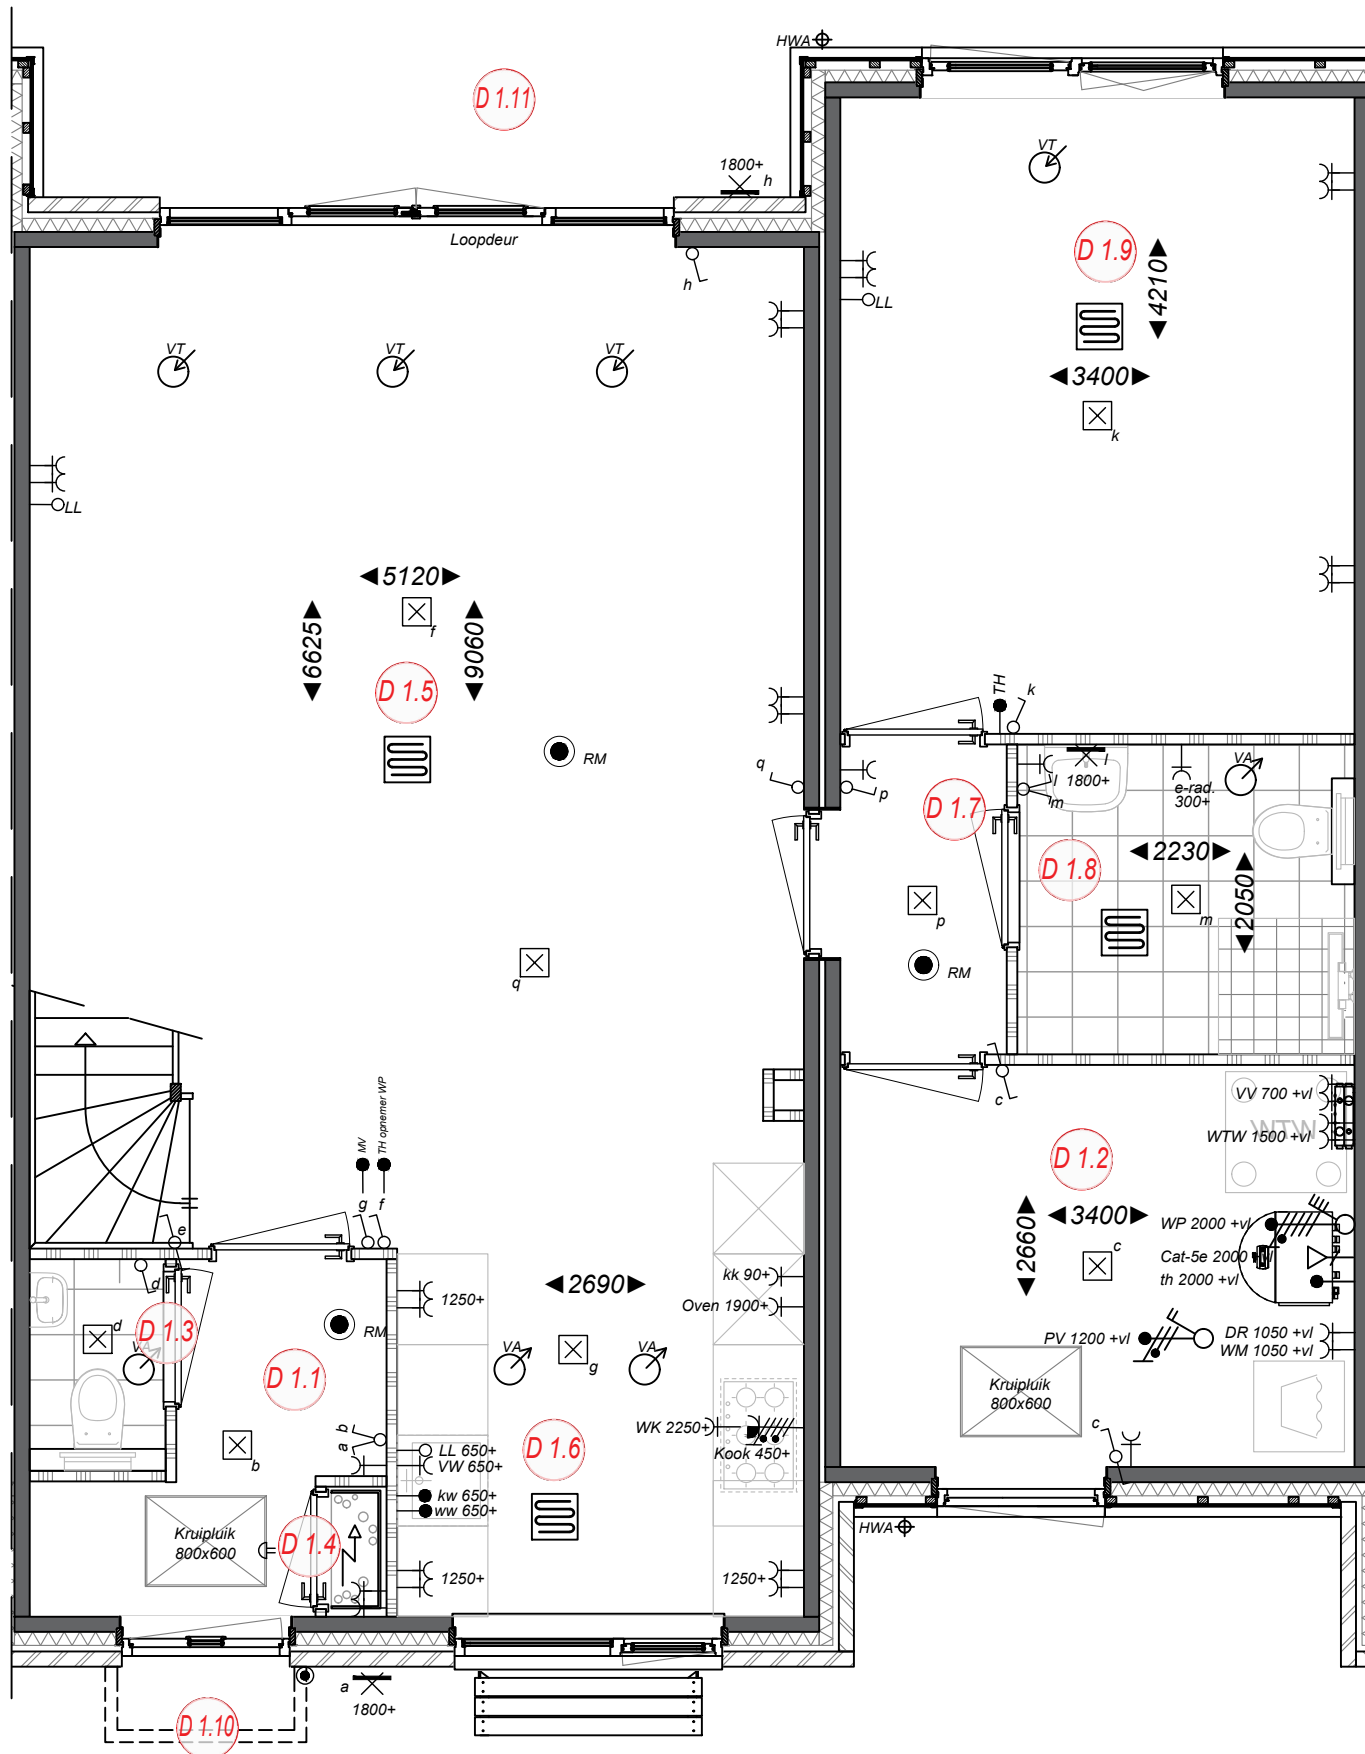 HWA
D 1.11
1800+
h
VT
Loopdeur
h
D 1.9
4210
LL
3400
k
VT
VT
VT
LL
5120
f
6625
9060
D 1.5
RM
TH
k
q
p
l
m
l
1800+
e-rad.
300+
VA
D 1.7
D 1.8
2230
2050
m
p
RM
q
c
VV 700 +vl
WTW
WTW 1500 +vl
MV
TH opnemer WP
g
f
e
D 1.2
3400
2660
c
WP 2000 +vl
Cat-5e 2000 +vl
th 2000 +vl
d
d
D 1.3
VA
RM
D 1.1
b
b
a
1250+
2690
kk 90+
Oven 1900+
VA
VA
g
PV 1200 +vl
DR 1050 +vl
WM 1050 +vl
Kruipluik
800x600
c
WK 2250+
Kook 450+
D 1.6
LL 650+
VW 650+
kw 650+
ww 650+
Kruipluik
800x600
D 1.4
1250+
1250+
HWA
a
1800+
D 1.10